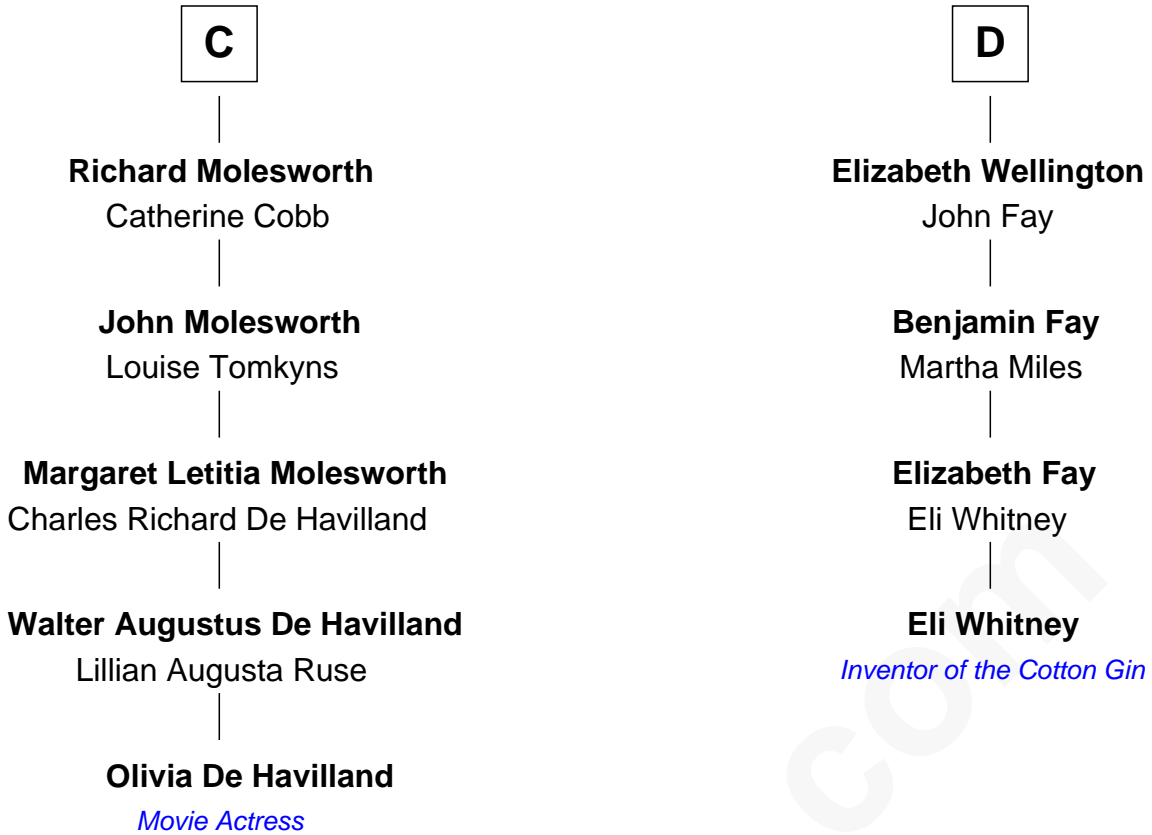 C
Richard Molesworth
Catherine Cobb
John Molesworth
Louise Tomkyns
Margaret Letitia Molesworth
Charles Richard De Havilland
Walter Augustus De Havilland
Lillian Augusta Ruse
Olivia De Havilland
Movie Actress
D
Elizabeth Wellington
John Fay
Benjamin Fay
Martha Miles
Elizabeth Fay
Eli Whitney
Eli Whitney
Inventor of the Cotton Gin
com